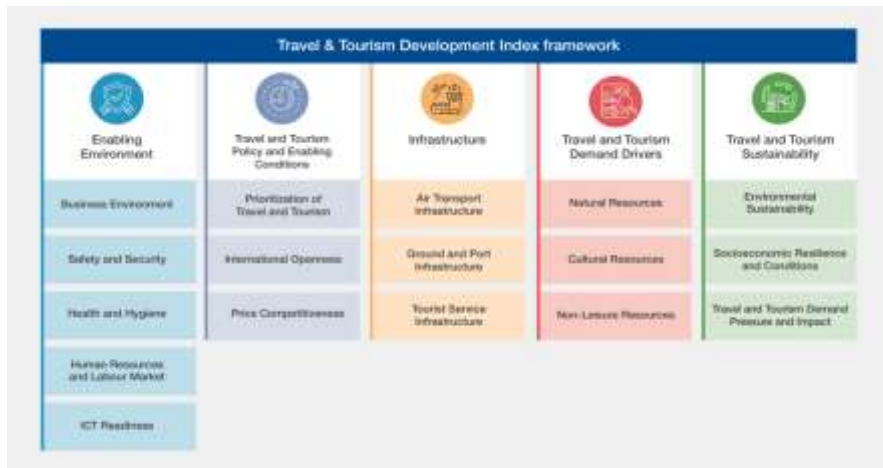 Travel & Tourism Development Index framework
Enabling
Environment
Travel and Tourism
Policy and Enabling
Conditions
Infrastructure
Travel and Tourism
Demand Drivers
Travel and Tourism
Sustainability
Business Environment
Prioritization of
Travel and Tourism
Air Transport
Infrastructure
Natural Resources
Environmental
Sustainability
Safety and Security
International Openness
Ground and Port
Infrastructure
Cultural Resources
Socioeconomic Resilience
and Conditions
Health and Hygiene
Price Competitiveness
Tourist Service
Infrastructure
Non-Leisure Resources
Travel and Tourism Demand
Pressure and Impact
Human Resources
and Labour Market
ICT Readiness